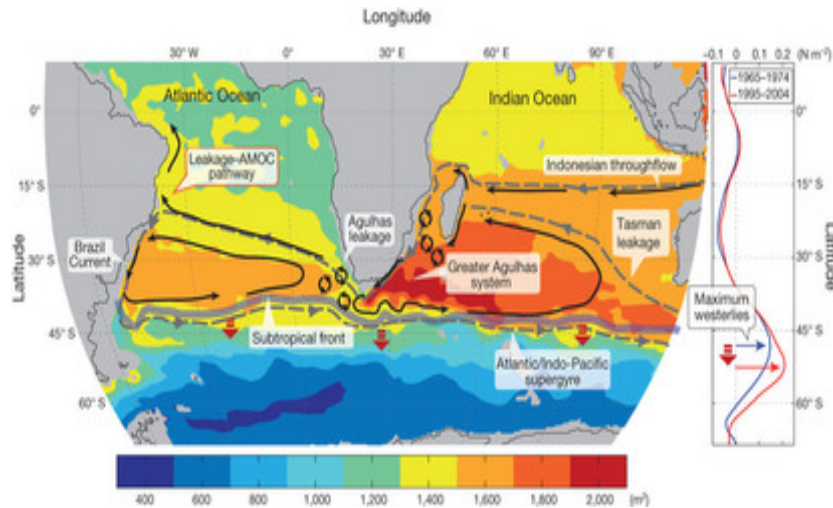 Longitude
30° W
0°
30° E
60° E
90° E
−0.1
0
0.1
0.2
(N m⁻²)
1965–1974
1995–2004
Atlantic Ocean
Indian Ocean
0°
0°
Leakage–AMOC
pathway
Indonesian throughflow
15° S
15° S
Agulhas
leakage
Tasman
leakage
Brazil
Current
Latitude
30° S
Greater Agulhas
system
30° S
Latitude
Maximum
westerlies
45° S
Subtropical front
45° S
Atlantic/Indo-Pacific
supergyre
60° S
60° S
400
600
800
1,000
1,200
1,400
1,600
1,800
2,000
(m²)